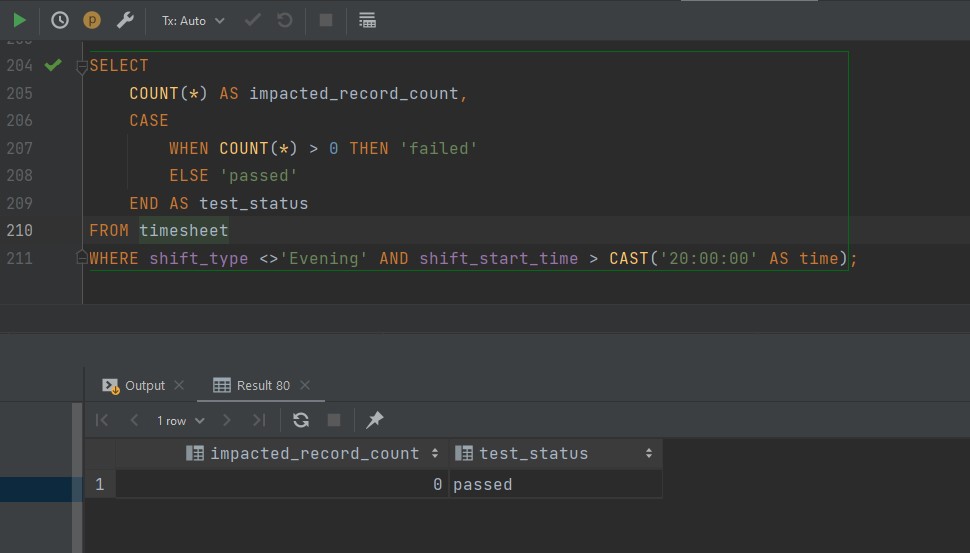 p Tx: Auto
204 SELECT
205 COUNT(*) AS impacted_record_count,
206 CASE
207 WHEN COUNT(*) > 0 THEN 'failed'
208 ELSE 'passed'
209 END AS test_status
210 FROM timesheet
211 WHERE shift_type <>'Evening' AND shift_start_time > CAST('20:00:00' AS time);
Output Result 80
1 row
impacted_record_count test_status
1 0 passed